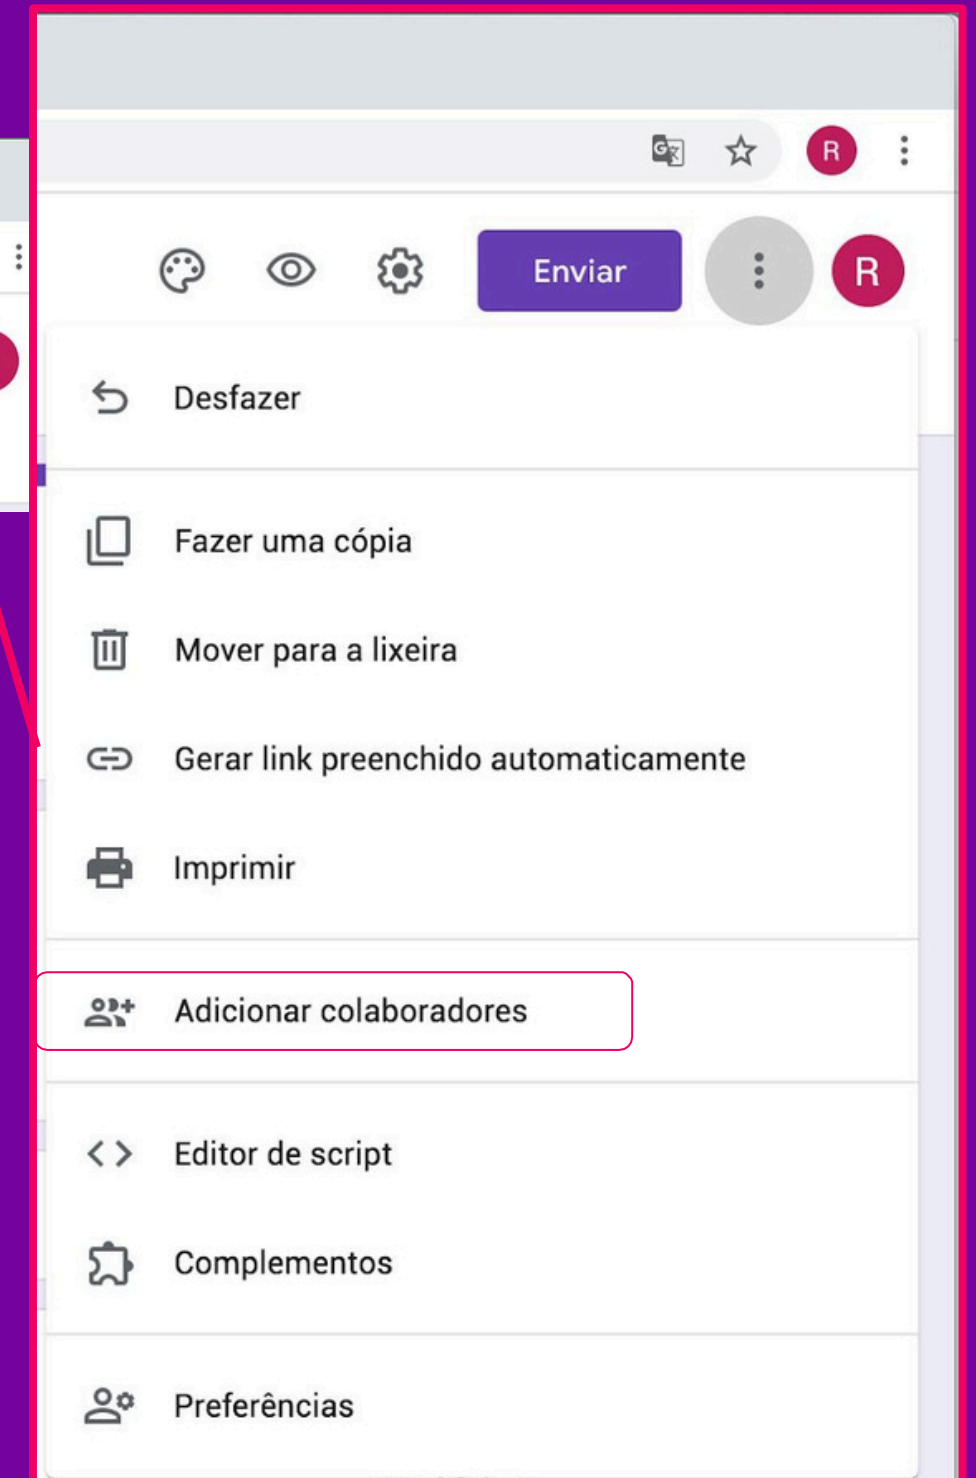 R
Enviar
R
Desfazer
Fazer uma cópia
Mover para a lixeira
Gerar link preenchido automaticamente
Imprimir
Adicionar colaboradores
Editor de script
Complementos
Preferências